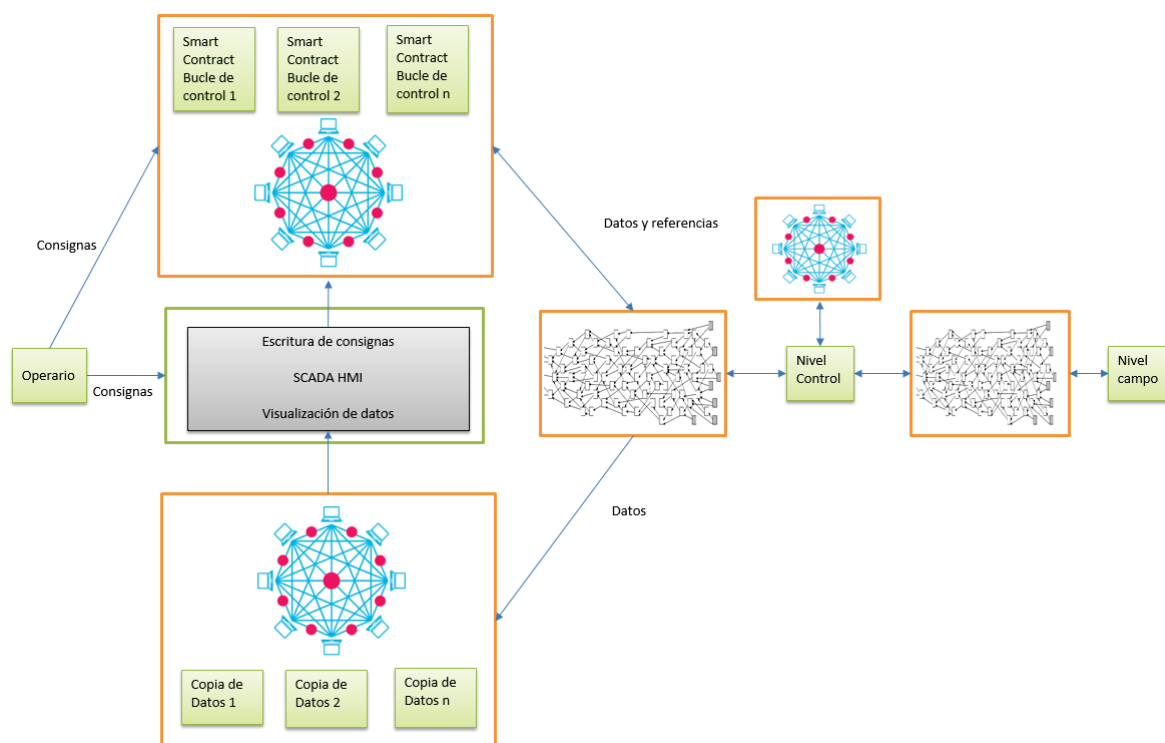 Smart
Contract
Bucle de
control 1
Smart
Contract
Bucle de
control 2
Smart
Contract
Bucle de
control n
Consignas
Datos y referencias
Operario
Consignas
Escritura de consignas
SCADA HMI
Visualización de datos
Nivel
Control
Nivel
campo
Datos
Copia de
Datos 1
Copia de
Datos 2
Copia de
Datos n